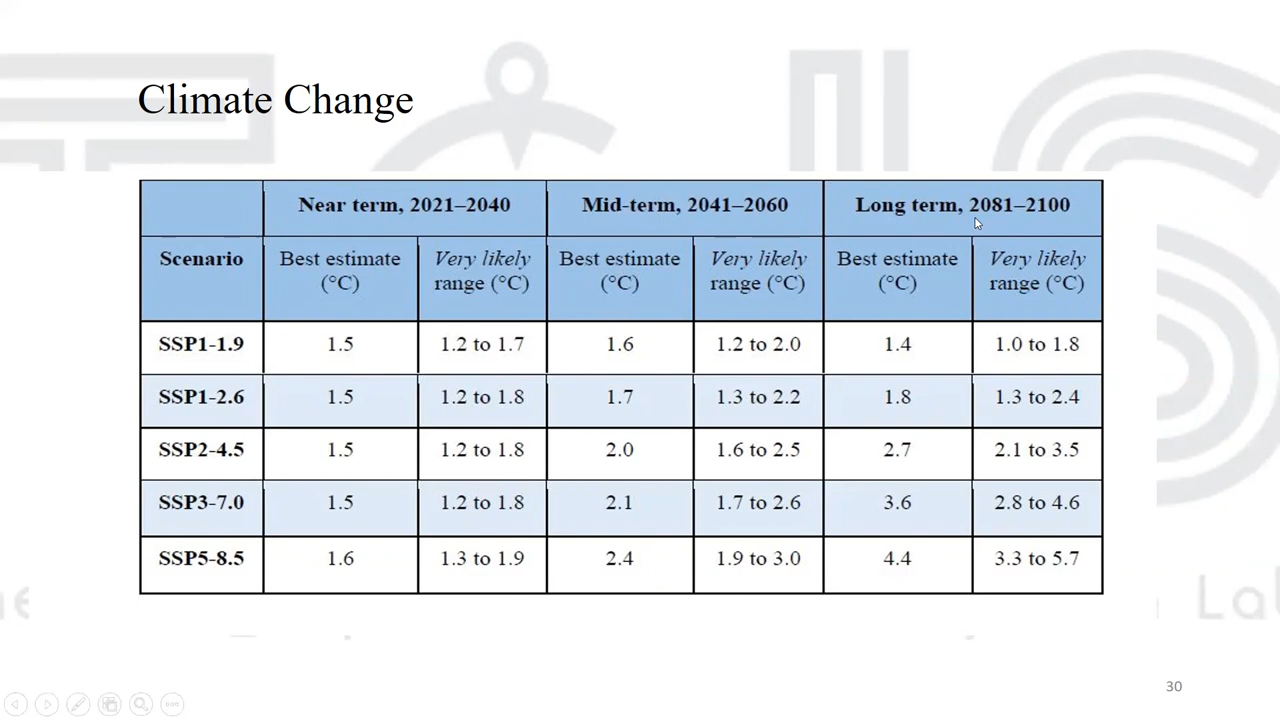 Climate Change
Near term, 2021–2040 Mid-term, 2041–2060 Long term, 2081–2100
Scenario Best estimate (°C) Very likely range (°C) Best estimate (°C) Very likely range (°C) Best estimate (°C) Very likely range (°C)
SSP1-1.9 1.5 1.2 to 1.7 1.6 1.2 to 2.0 1.4 1.0 to 1.8
SSP1-2.6 1.5 1.2 to 1.8 1.7 1.3 to 2.2 1.8 1.3 to 2.4
SSP2-4.5 1.5 1.2 to 1.8 2.0 1.6 to 2.5 2.7 2.1 to 3.5
SSP3-7.0 1.5 1.2 to 1.8 2.1 1.7 to 2.6 3.6 2.8 to 4.6
SSP5-8.5 1.6 1.3 to 1.9 2.4 1.9 to 3.0 4.4 3.3 to 5.7
30